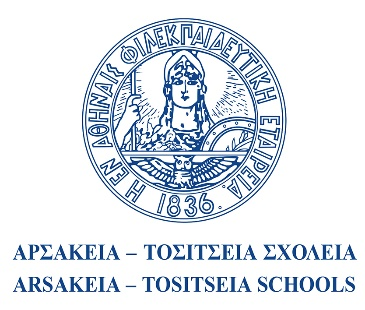 Η ΕΝ ΑΘΗΝΑΙΣ ΦΙΛΕΚΠΑΙΔΕΥΤΙΚΗ ΕΤΑΙΡΕΙΑ
1836
ΑΡΣΑΚΕΙΑ – ΤΟΣΙΤΣΕΙΑ ΣΧΟΛΕΙΑ
ARSAKEIA – TOSITSEIA SCHOOLS